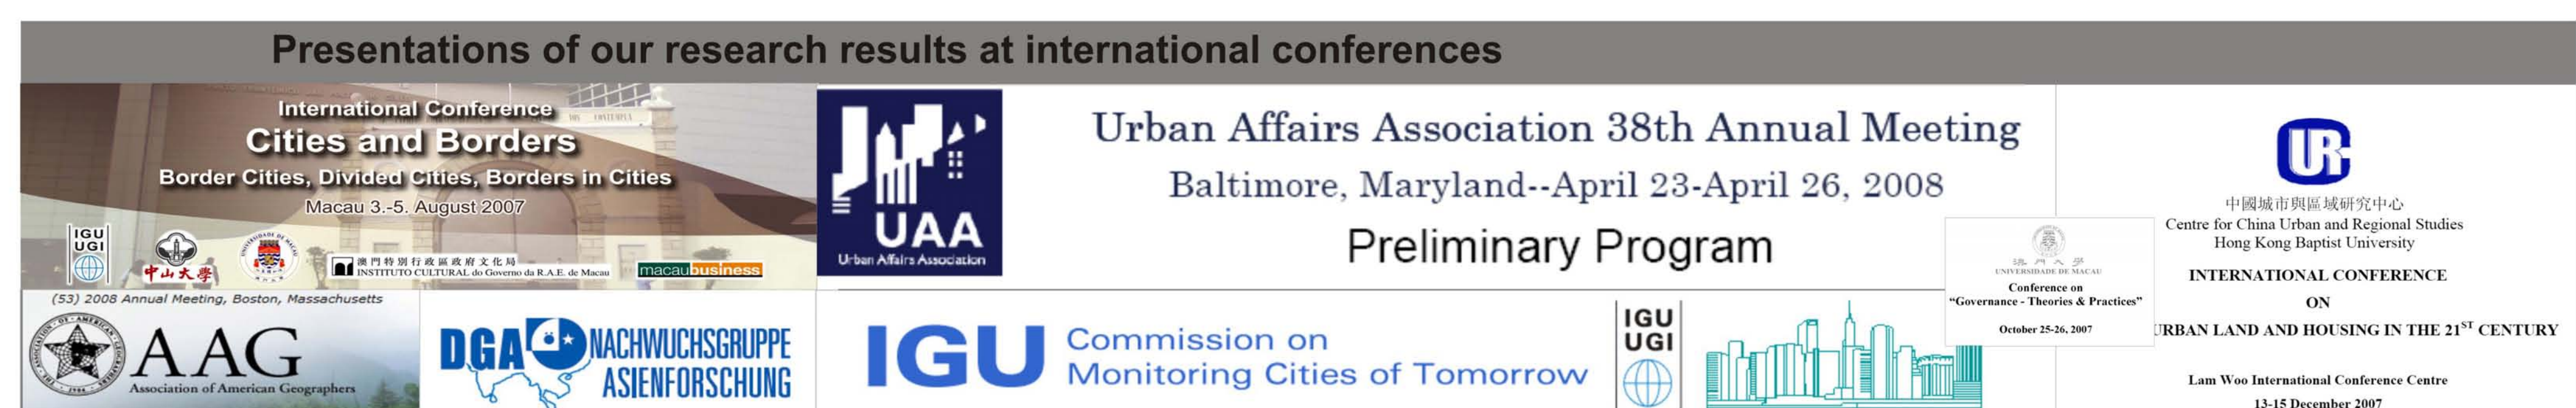 Presentations of our research results at international conferences
International Conference
Cities and Borders
Border Cities, Divided Cities, Borders in Cities
Macau 3.-5. August 2007
IGU
UGI
中山大學
澳門特別行政區政府文化局
INSTITUTO CULTURAL do Governo da R.A.E. de Macau
macaubusiness
UAA
Urban Affairs Association
Urban Affairs Association 38th Annual Meeting
Baltimore, Maryland--April 23-April 26, 2008
Preliminary Program
UR
中國城市與區域研究中心
Centre for China Urban and Regional Studies
Hong Kong Baptist University
INTERNATIONAL CONFERENCE
ON
URBAN LAND AND HOUSING IN THE 21ST CENTURY
Lam Woo International Conference Centre
13-15 December 2007
UNIVERSIDADE DE MACAU
Conference on
“Governance - Theories & Practices”
October 25-26, 2007
(53) 2008 Annual Meeting, Boston, Massachusetts
AAG
Association of American Geographers
DGA NACHWUCHSGRUPPE
ASIENFORSCHUNG
IGU
Commission on
Monitoring Cities of Tomorrow
IGU
UGI